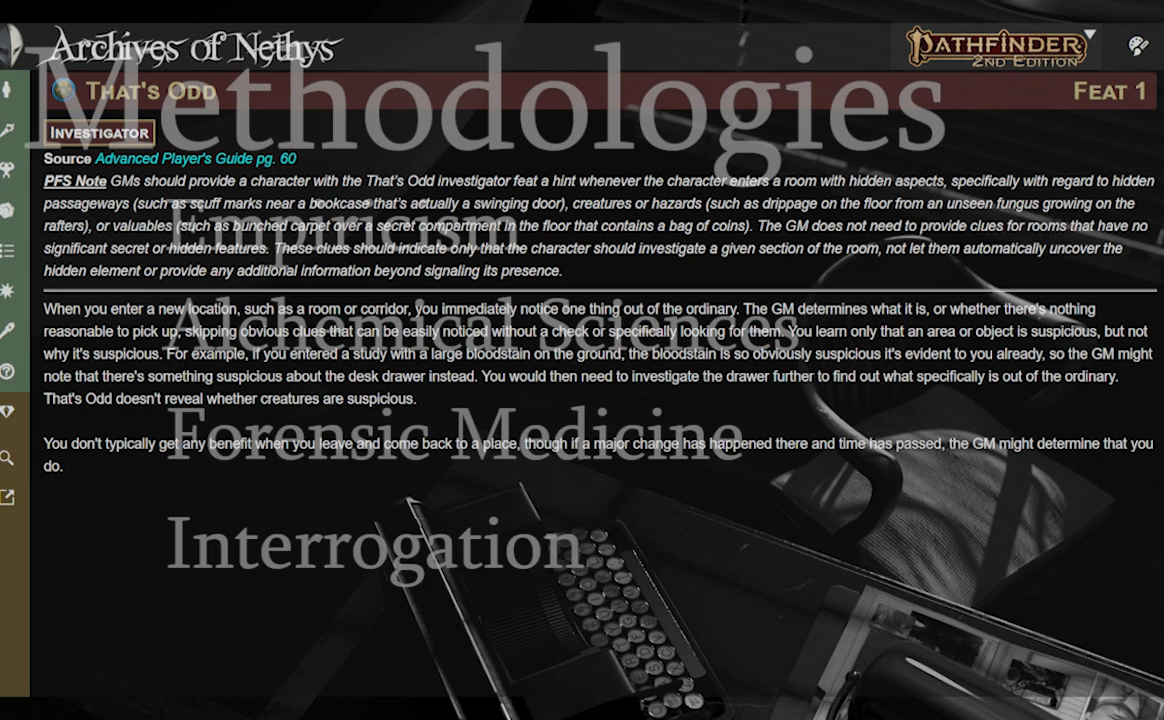 Archives of Nethys
PATHFINDER
2ND EDITION
Methodologies
That's Odd
Feat 1
Investigator
Source Advanced Player's Guide pg. 60
PFS Note GMs should provide a character with the That's Odd investigator feat a hint whenever the character enters a room with hidden aspects, specifically with regard to hidden
passageways (such as scuff marks near a bookcase that's actually a swinging door), creatures or hazards (such as drippage on the floor from an unseen fungus growing on the
rafters), or valuables (such as bunched carpet over a secret compartment in the floor that contains a bag of coins). The GM does not need to provide clues for rooms that have no
significant secret or hidden features. These clues should indicate only that the character should investigate a given section of the room, not let them automatically uncover the
hidden element or provide any additional information beyond signaling its presence.
Empiricism
When you enter a new location, such as a room or corridor, you immediately notice one thing out of the ordinary. The GM determines what it is, or whether there's nothing
reasonable to pick up, skipping obvious clues that can be easily noticed without a check or specifically looking for them. You learn only that an area or object is suspicious, but not
why it's suspicious. For example, if you entered a study with a large bloodstain on the ground, the bloodstain is so obviously suspicious it's evident to you already, so the GM might
note that there's something suspicious about the desk drawer instead. You would then need to investigate the drawer further to find out what specifically is out of the ordinary.
That's Odd doesn't reveal whether creatures are suspicious.
Alchemical Sciences
You don't typically get any benefit when you leave and come back to a place, though if a major change has happened there and time has passed, the GM might determine that you
do.
Forensic Medicine
Interrogation